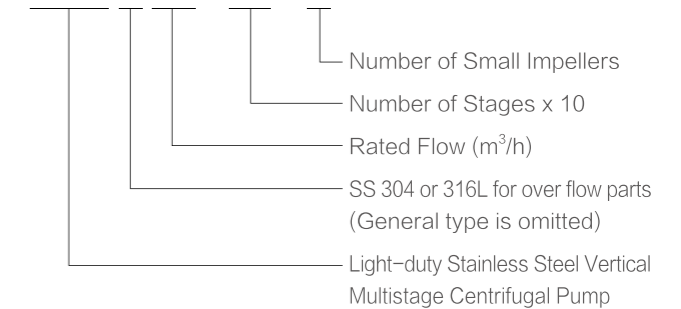 Number of Small Impellers
Number of Stages x 10
Rated Flow (m³/h)
SS 304 or 316L for over flow parts
(General type is omitted)
Light-duty Stainless Steel Vertical
Multistage Centrifugal Pump